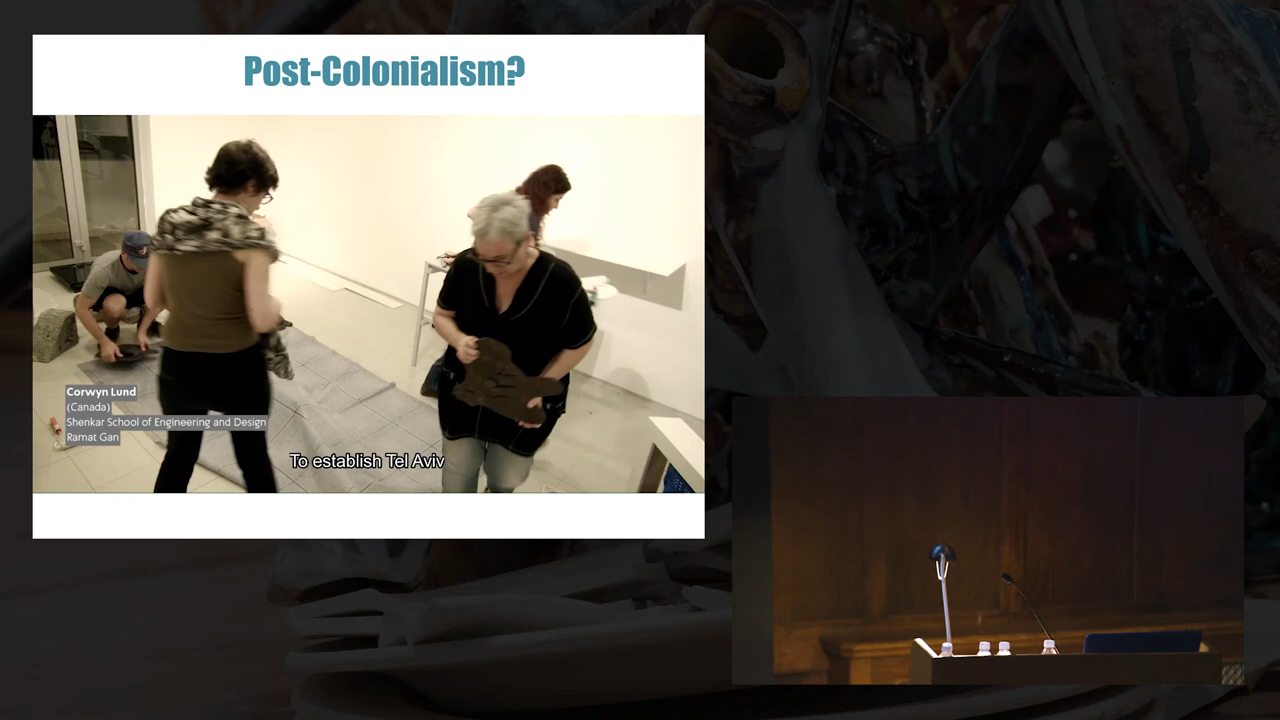 Post-Colonialism?
Corwyn Lund
(Canada)
Shenkar School of Engineering and Design
Ramat Gan
To establish Tel Aviv